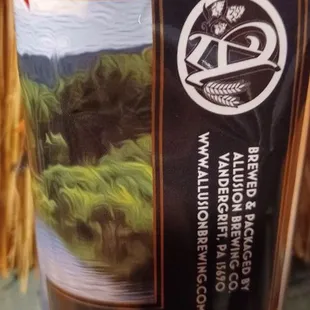 BREWED & PACKAGED BY
ALLUSION BREWING CO.
VANDERGRIFT, PA 15690
WWW.ALLUSIONBREWING.COM